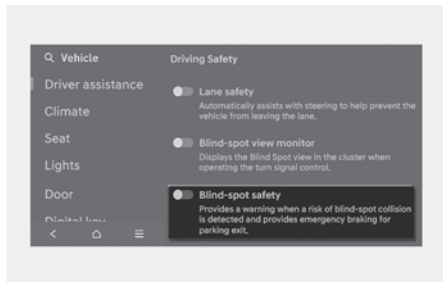 Vehicle
Driver assistance
Climate
Seat
Lights
Door
Digital key
Driving Safety
Lane safety
Automatically assists with steering to help prevent the
vehicle from leaving the lane.
Blind-spot view monitor
Displays the Blind Spot view in the cluster when
operating the turn signal control.
Blind-spot safety
Provides a warning when a risk of blind-spot collision
is detected and provides emergency braking for
parking exit.